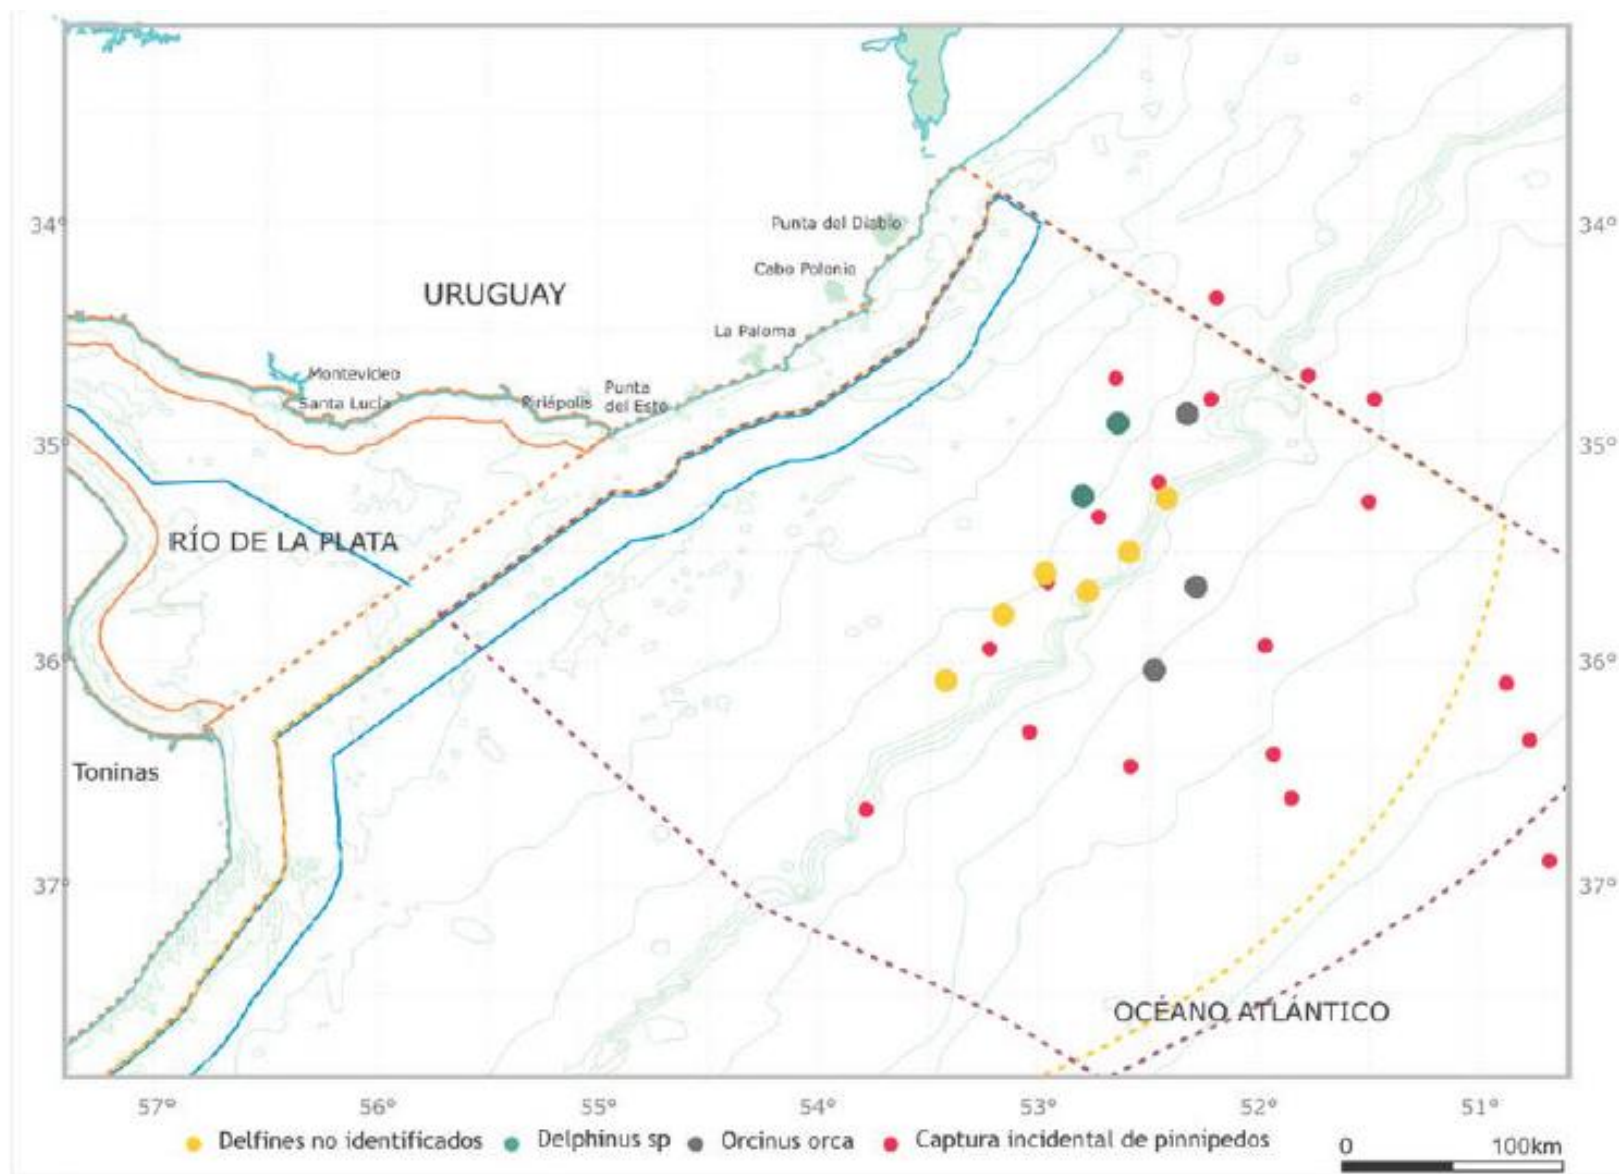 34°
34°
Punta del Diablo
Cabo Polonio
URUGUAY
La Paloma
Montevideo
Santa Lucía
Piriápolis
Punta
del Este
35°
35°
RÍO DE LA PLATA
36°
36°
Toninas
37°
37°
OCÉANO ATLÁNTICO
57° 56° 55° 54° 53° 52° 51°
Delfines no identificados Delphinus sp Orcinus orca Captura incidental de pinnipedos
0 100km